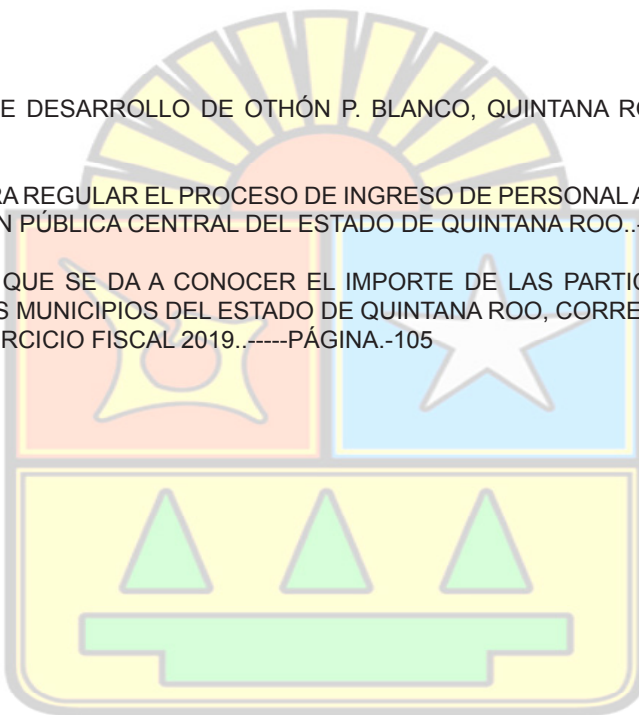 E DESARROLLO DE OTHÓN P. BLANCO, QUINTANA RO
RA REGULAR EL PROCESO DE INGRESO DE PERSONAL A
N PÚBLICA CENTRAL DEL ESTADO DE QUINTANA ROO..-
QUE SE DA A CONOCER EL IMPORTE DE LAS PARTIC
S MUNICIPIOS DEL ESTADO DE QUINTANA ROO, CORRE
RCICIO FISCAL 2019..-----PÁGINA.-105